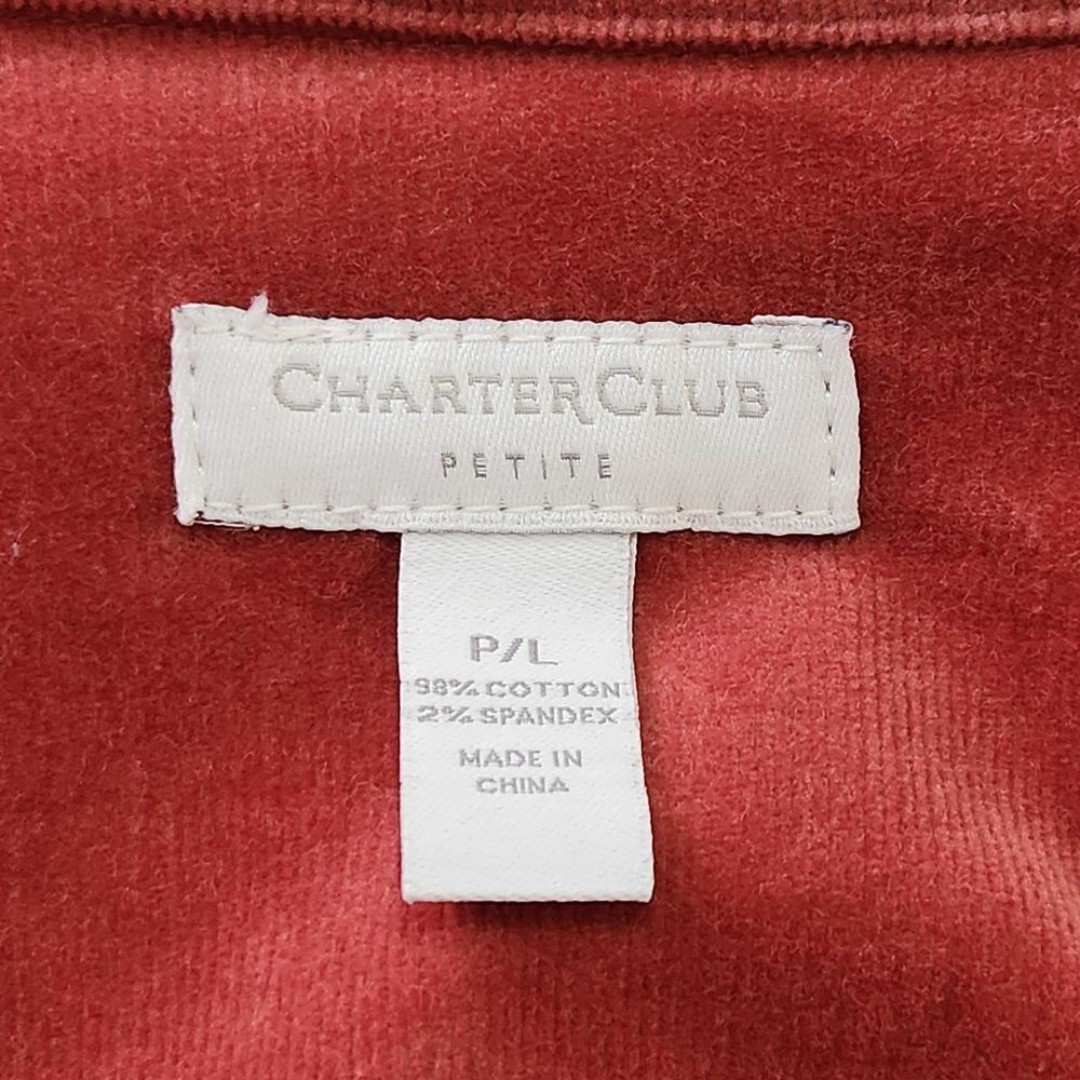 CHARTER CLUB
PETITE
P/L
98% COTTON
2% SPANDEX
MADE IN
CHINA